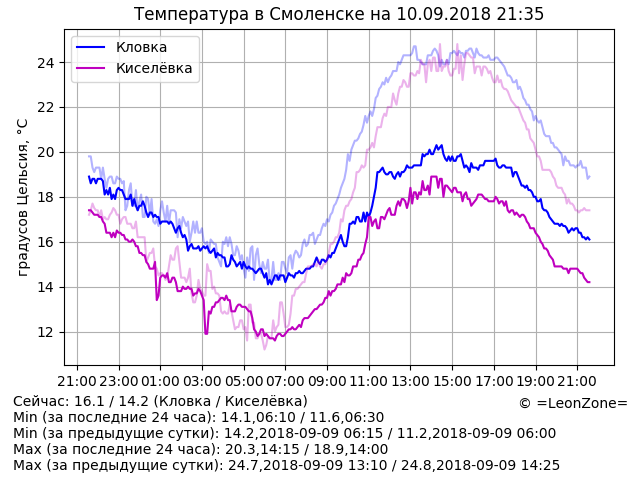 Температура в Смоленске на 10.09.2018 21:35
Кловка
Киселёвка
градусов Цельсия, °C
24
22
20
18
16
14
12
21:00 23:00 01:00 03:00 05:00 07:00 09:00 11:00 13:00 15:00 17:00 19:00 21:00
Сейчас: 16.1 / 14.2 (Кловка / Киселёвка)
© =LeonZone=
Min (за последние 24 часа): 14.1,06:10 / 11.6,06:30
Min (за предыдущие сутки): 14.2,2018-09-09 06:15 / 11.2,2018-09-09 06:00
Max (за последние 24 часа): 20.3,14:15 / 18.9,14:00
Max (за предыдущие сутки): 24.7,2018-09-09 13:10 / 24.8,2018-09-09 14:25